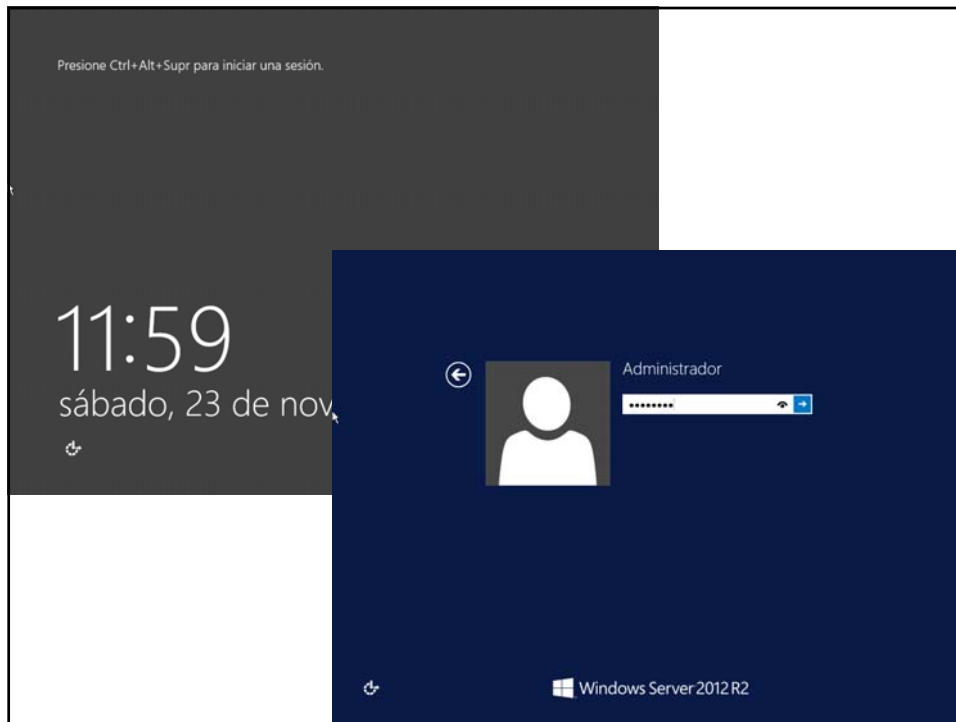 Presione Ctrl+Alt+Supr para iniciar una sesión.
11:59
sábado, 23 de nov
Administrador
Windows Server 2012 R2